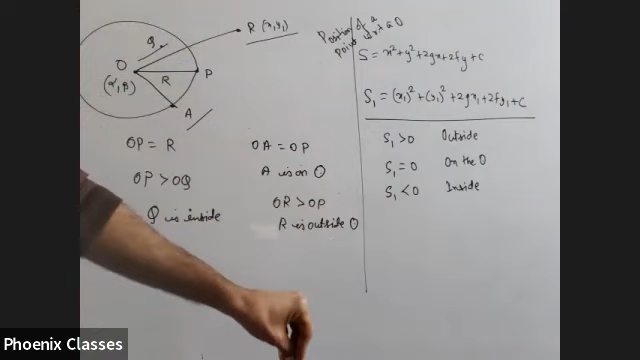 R (x₁,y₁)
Q
O
(α,β)
R
P
A
OP = R
OP > OQ
Q is inside
OA = OP
A is on O
OR > OP
R is outside O
Position of a
point wrt a O
S = x² + y² + 2gx + 2fy + c
S₁ = (x₁)² + (y₁)² + 2gx₁ + 2fy₁ + c
S₁ > 0 Outside
S₁ = 0 On the O
S₁ < 0 Inside
Phoenix Classes